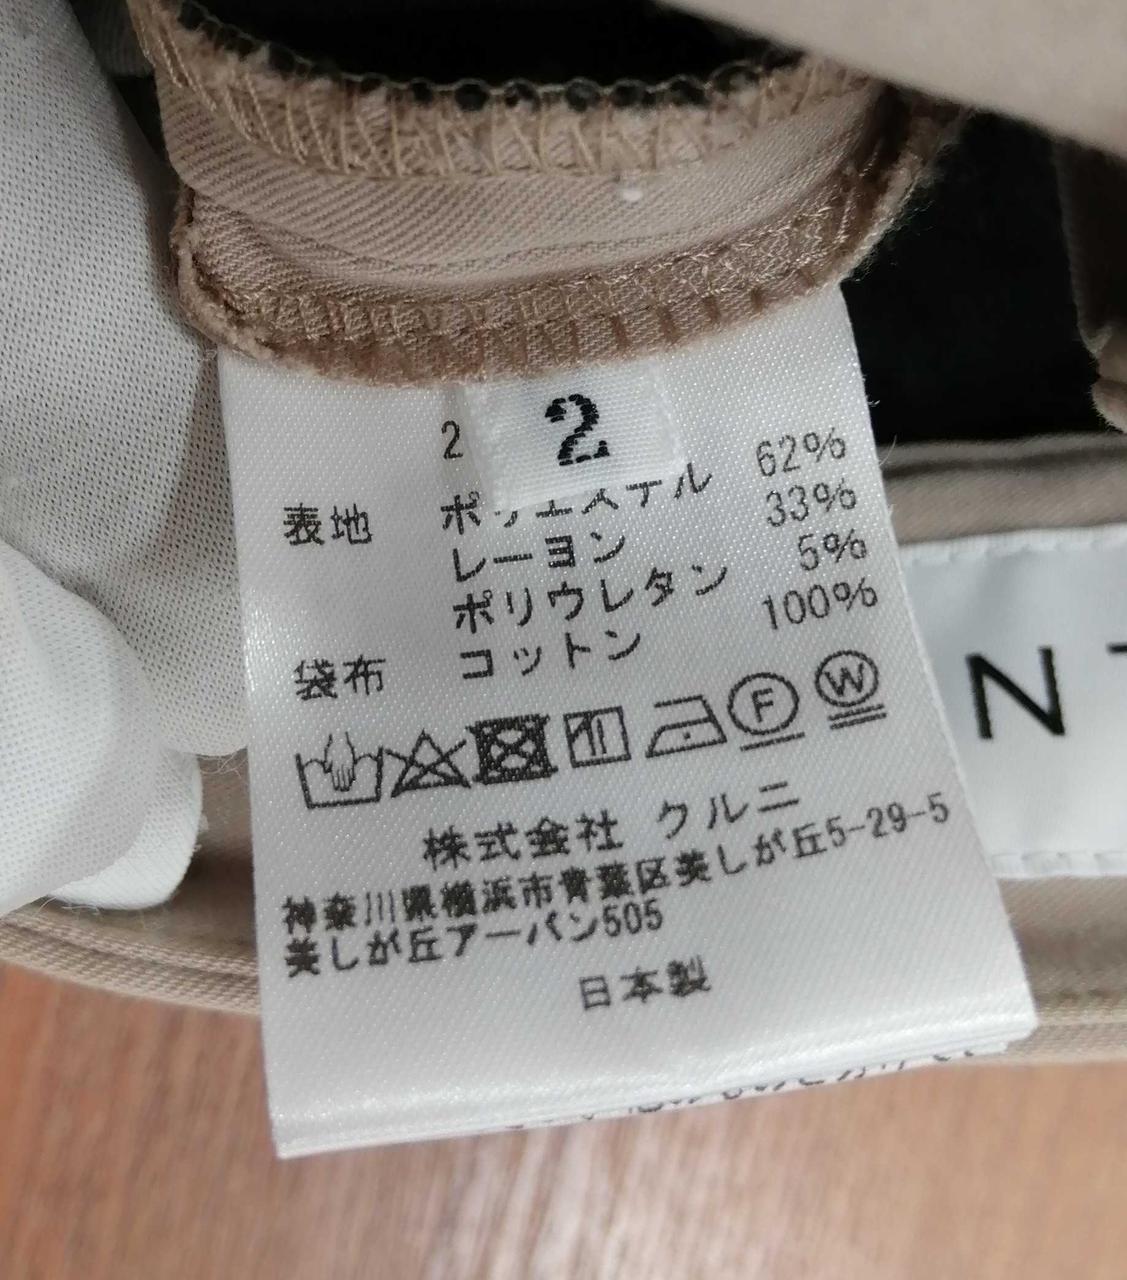 2
2
表地 ポリエステル 62%
レーヨン 33%
ポリウレタン 5%
袋布 コットン 100%
F
W
株式会社 クルニ
神奈川県横浜市青葉区美しが丘5-29-5
美しが丘アーバン505
日本製
N